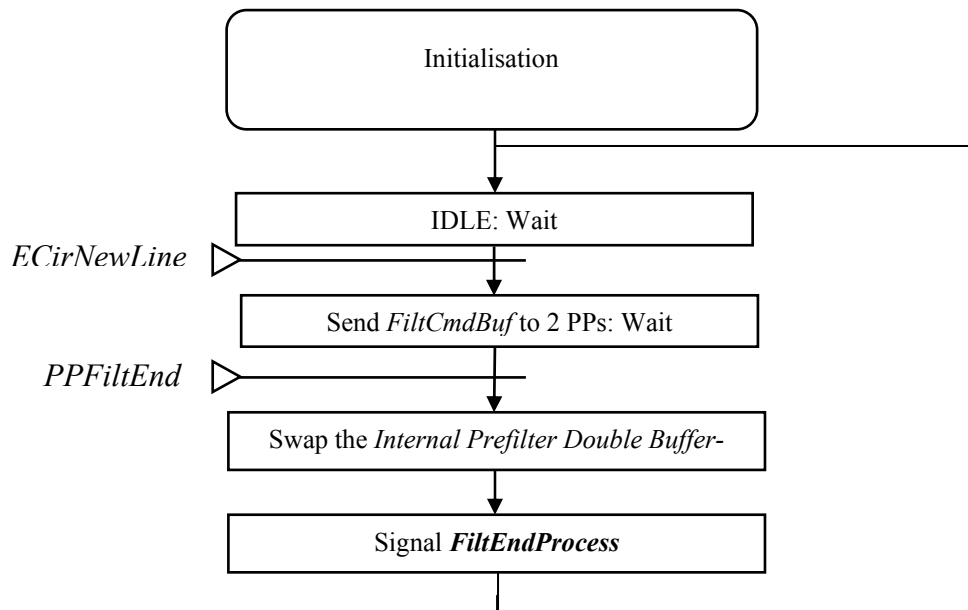 Initialisation
IDLE: Wait
ECirNewLine
Send FiltCmdBuf to 2 PPs: Wait
PPFiltEnd
Swap the Internal Prefilter Double Buffer-
Signal FiltEndProcess